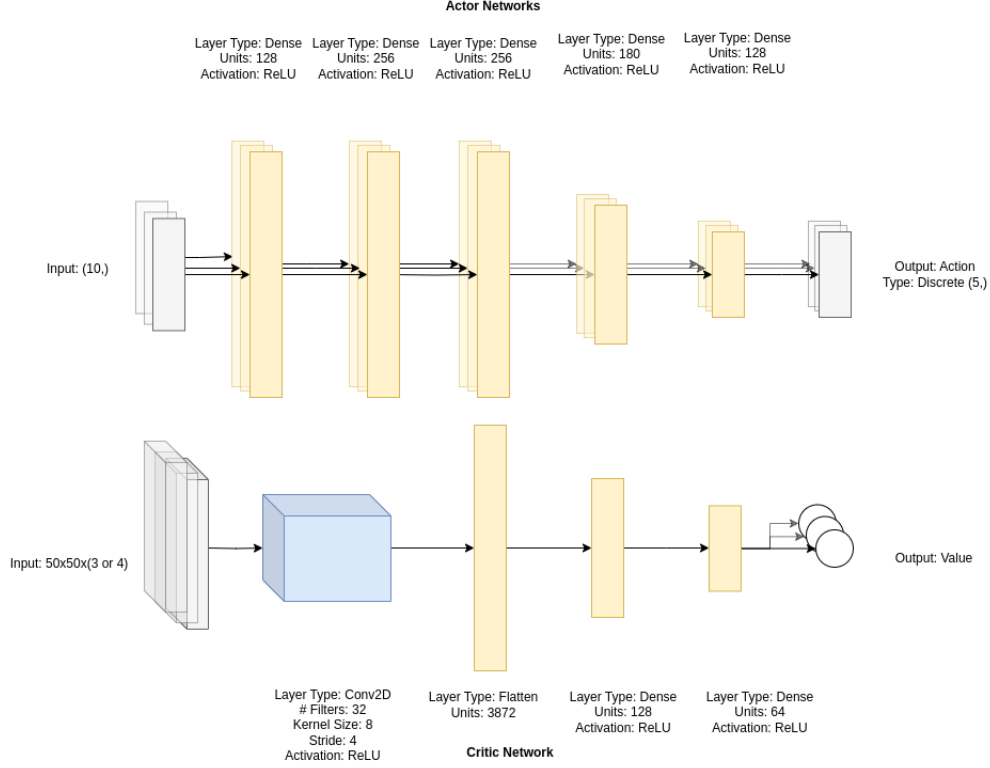 Actor Networks
Layer Type: Dense
Units: 128
Activation: ReLU
Layer Type: Dense
Units: 256
Activation: ReLU
Layer Type: Dense
Units: 256
Activation: ReLU
Layer Type: Dense
Units: 180
Activation: ReLU
Layer Type: Dense
Units: 128
Activation: ReLU
Input: (10,)
Output: Action
Type: Discrete (5,)
Input: 50x50x(3 or 4)
Output: Value
Layer Type: Conv2D
# Filters: 32
Kernel Size: 8
Stride: 4
Activation: ReLU
Layer Type: Flatten
Units: 3872
Layer Type: Dense
Units: 128
Activation: ReLU
Layer Type: Dense
Units: 64
Activation: ReLU
Critic Network